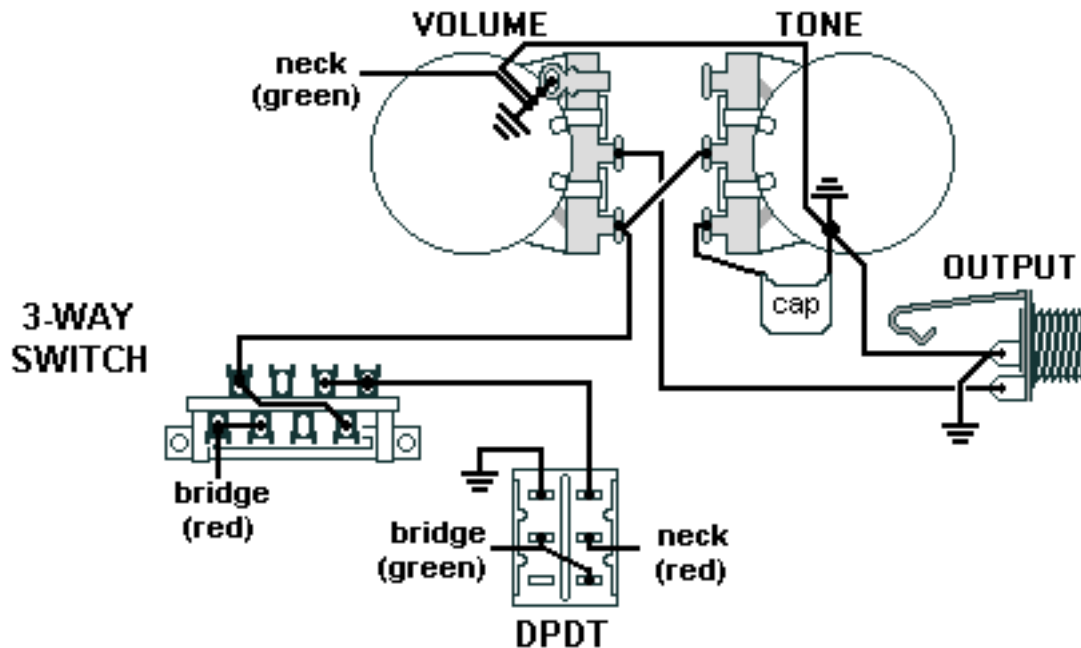 VOLUME
TONE
neck
(green)
OUTPUT
cap
3-WAY
SWITCH
bridge
(red)
bridge
(green)
neck
(red)
DPDT